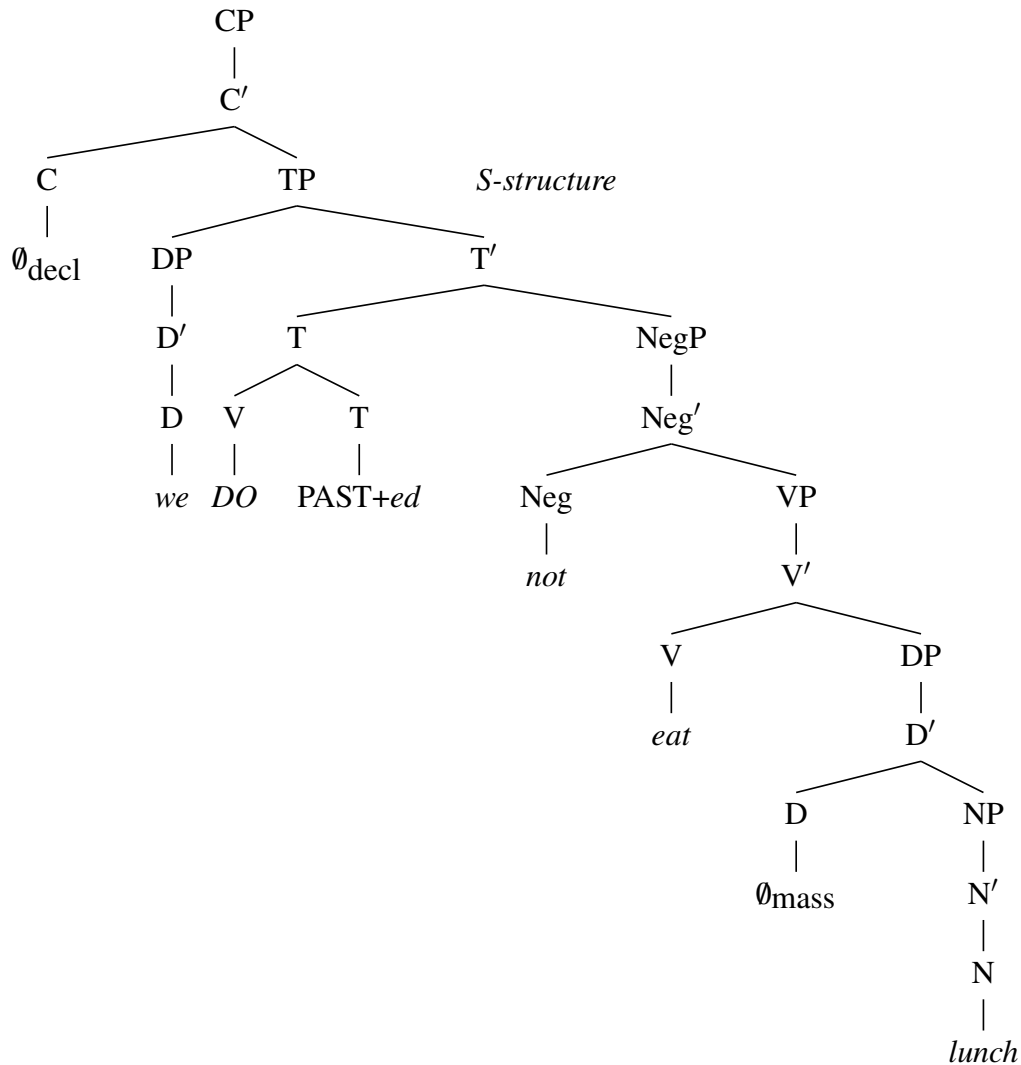 CP
C′
C TP S-structure
∅decl DP T′
D′ T NegP
D V T Neg′
we DO PAST+ed Neg VP
not V′
V DP
eat D′
D NP
∅mass N′
N
lunch